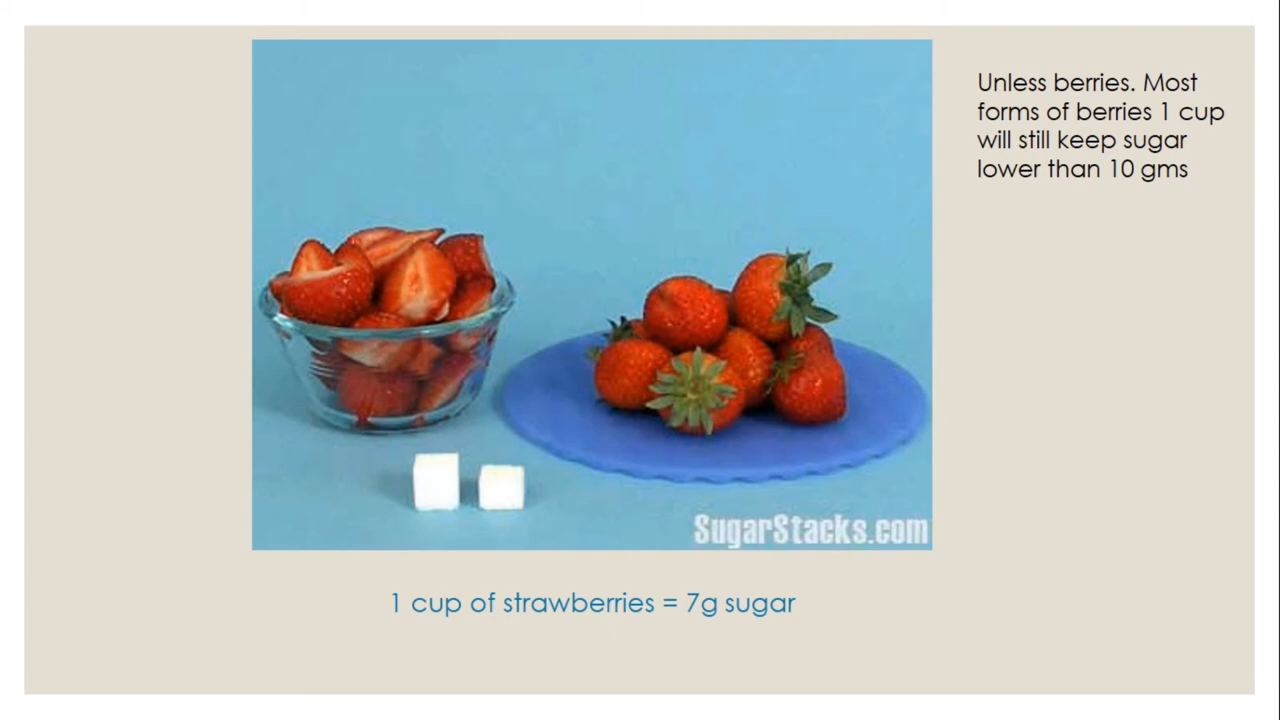 Unless berries. Most
forms of berries 1 cup
will still keep sugar
lower than 10 gms
SugarStacks.com
1 cup of strawberries = 7g sugar